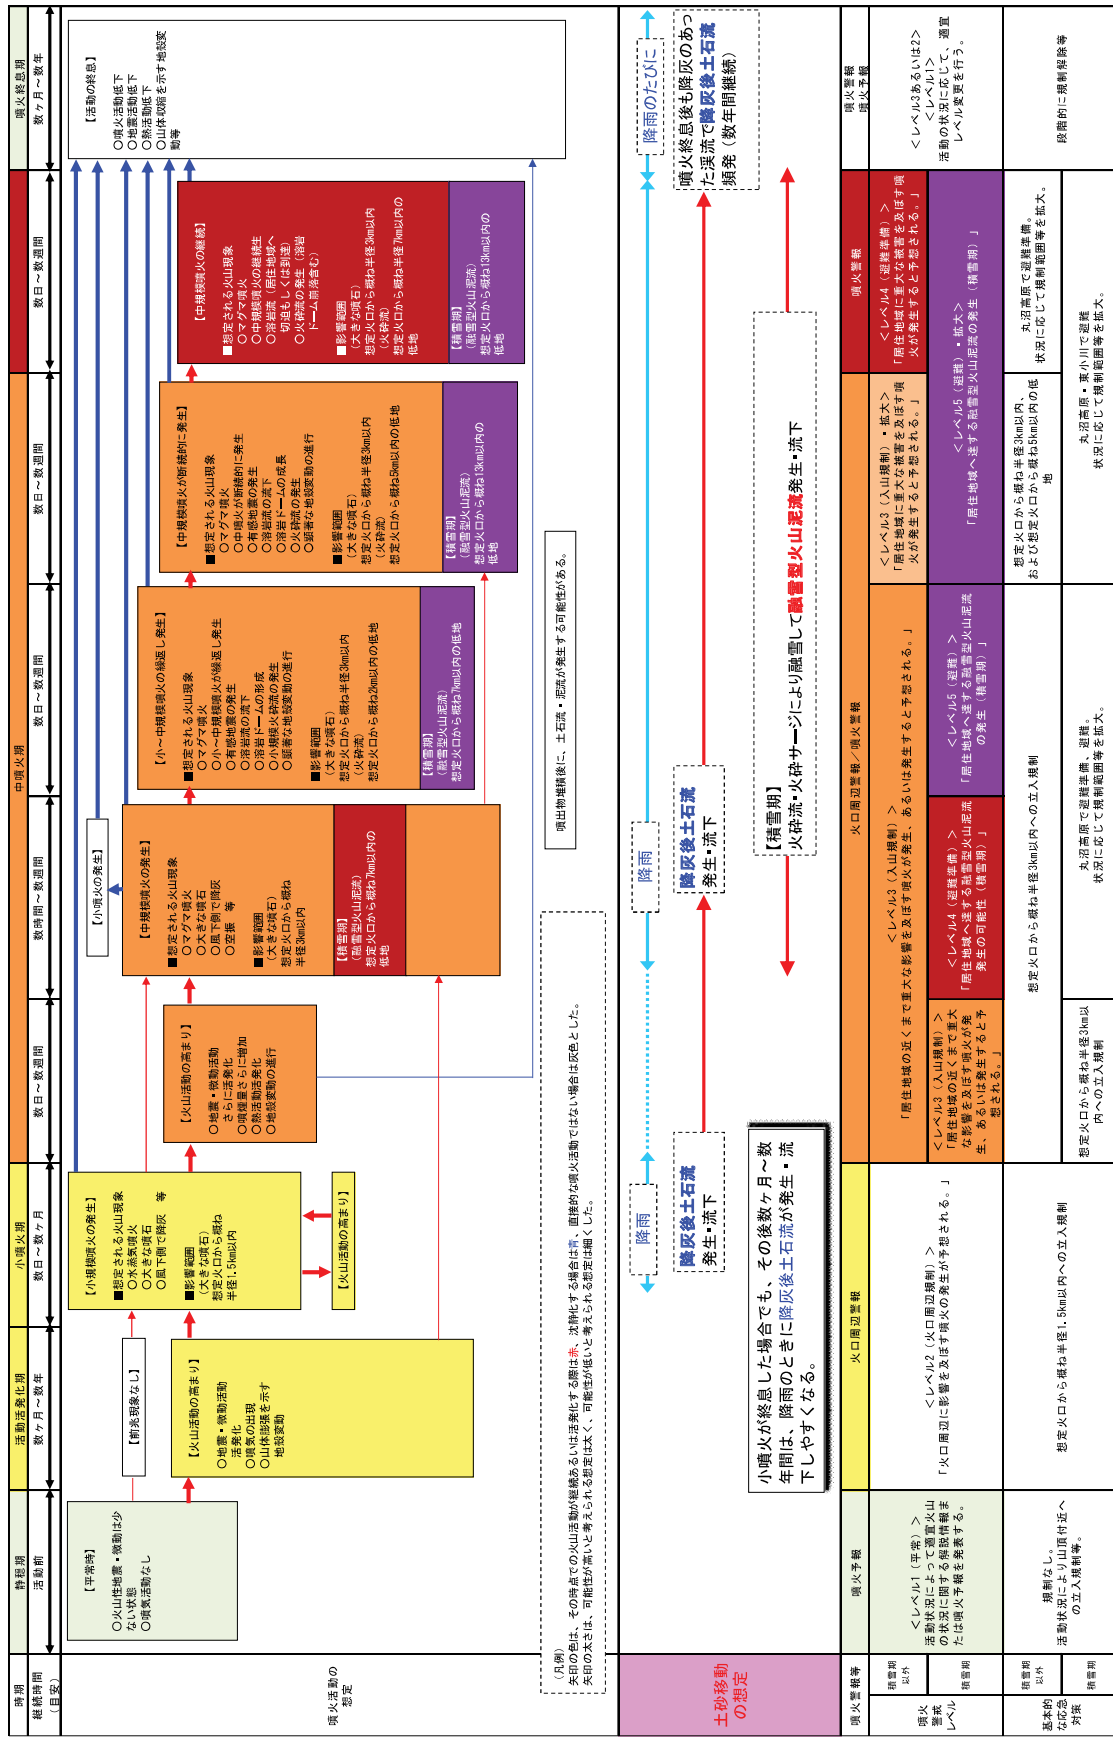 時期
継続時間
(目安)
静穏期
活動前
活動活発化期
数ヶ月～数年
小噴火期
数日～数ヶ月
中噴火期
数日～数週間
数時間～数週間
数日～数週間
数日～数週間
数日～数週間
噴火終息期
数ヶ月～数年
噴火活動の
想定
【平常時】
○火山性地震・微動は少
ない状態
○噴気活動なし
【前兆現象なし】
【火山活動の高まり】
○地震・微動活動
活発化
○噴気の出現
○山体膨張を示す
地殻変動
【小規模噴火の発生】
■想定される火山現象
○水蒸気噴火
○大きな噴石
○風下側で降灰 等
■影響範囲
（大きな噴石）
想定火口から概ね
半径1.5km以内
【火山活動の高まり】
【火山活動の高まり】
○地震・微動活動
さらに活発化
○噴煙量さらに増加
○熱活動活発化
○地殻変動の進行
【小噴火の発生】
【中規模噴火の発生】
■想定される火山現象
○マグマ噴火
○大きな噴石
○風下側で降灰
○空振 等
■影響範囲
（大きな噴石）
想定火口から概ね
半径3km以内
【積雪期】
（融雪型火山泥流）
想定火口から概ね7km以内の
低地
【小～中規模噴火の繰返し発生】
■想定される火山現象
○マグマ噴火
○小～中規模噴火が繰返し発生
○有感地震の発生
○溶岩流の流下
○溶岩ドームの形成
○小規模火砕流の発生
○顕著な地殻変動の進行
■影響範囲
（大きな噴石）
想定火口から概ね半径3km以内
（火砕流）
想定火口から概ね2km以内の低地
【積雪期】
（融雪型火山泥流）
想定火口から概ね7km以内の低地
【中規模噴火が断続的に発生】
■想定される火山現象
○マグマ噴火
○中噴火が断続的に発生
○有感地震の発生
○溶岩流の流下
○溶岩ドームの成長
○火砕流の発生
○顕著な地殻変動の進行
■影響範囲
（大きな噴石）
想定火口から概ね半径3km以内
（火砕流）
想定火口から概ね5km以内の低地
【積雪期】
（融雪型火山泥流）
想定火口から概ね13km以内の
低地
【中規模噴火の継続】
■想定される火山現象
○マグマ噴火
○中規模噴火の継続生
○溶岩流（居住地域へ
切迫もしくは到達）
○火砕流の発生（溶岩
ドーム崩落含む）
■影響範囲
（大きな噴石）
想定火口から概ね半径3km以内
（火砕流）
想定火口から概ね半径7km以内の
低地
【積雪期】
（融雪型火山泥流）
想定火口から概ね13km以内の
低地
【活動の終息】
○噴火活動低下
○地震活動低下
○熱活動低下
○山体収縮を示す地殻変
動等
噴出物堆積後に、土石流・泥流が発生する可能性がある。
（凡例）
矢印の色は、その時点での火山活動が継続あるいは活発化する際は赤、沈静化する場合は青、直接的な噴火活動ではない場合は灰色とした。
矢印の太さは、可能性が高いと考えられる想定は太く、可能性が低いと考えられる想定は細くした。
土砂移動
の想定
降雨
降雨
降雨のたびに
降灰後土石流
発生・流下
降灰後土石流
発生・流下
噴火終息後も降灰のあっ
た渓流で降灰後土石流
頻発（数年間継続）
【積雪期】
火砕流・火砕サージにより融雪して融雪型火山泥流発生・流下
小噴火が終息した場合でも、その後数ヶ月～数
年間は、降雨のときに降灰後土石流が発生・流
下しやすくなる。
噴火警報等
噴火予報
火口周辺警報
火口周辺警報／噴火警報
噴火警報
噴火警報
噴火予報
噴火
警戒
レベル
積雪期
以外
積雪期
＜レベル1（平常）＞
活動状況によって適宜火山
の状況に関する解説情報ま
たは噴火予報を発表する。
＜レベル2（火口周辺規制）＞
「火口周辺に影響を及ぼす噴火の発生が予想される。」
＜レベル3（入山規制）＞
「居住地域の近くまで重大な影響を及ぼす噴火が発生、あるいは発生すると予想される。」
＜レベル3（入山規制）・拡大＞
「居住地域に重大な被害を及ぼす噴
火が発生すると予想される。」
＜レベル4（避難準備）＞
「居住地域に重大な被害を及ぼす噴
火が発生すると予想される。」
＜レベル3あるいは2＞
＜レベル1＞
活動の状況に応じて、適宜
レベル変更を行う。
＜レベル3（入山規制）＞
「居住地域の近くまで重大
な影響を及ぼす噴火が発
生、あるいは発生すると予
想される。」
＜レベル4（避難準備）＞
「居住地域へ達する融雪型火山泥流
発生の可能性（積雪期）」
＜レベル5（避難）＞
「居住地域へ達する融雪型火山泥流
の発生（積雪期）」
＜レベル5（避難）・拡大＞
「居住地域へ達する融雪型火山泥流の発生（積雪期）」
基本的
な応急
対策
積雪期
以外
積雪期
規制なし。
活動状況により山頂付近へ
の立入規制等。
想定火口から概ね半径1.5km以内への立入規制
想定火口から概ね半径3km以内への立入規制
想定火口から概ね半径3km以内、
および想定火口から概ね5km以内の低
地
丸沼高原で避難準備。
状況に応じて規制範囲等を拡大。
段階的に規制解除等
想定火口から概ね半径3km以
内への立入規制
丸沼高原で避難準備、避難。
状況に応じて規制範囲等を拡大。
丸沼高原・東小川で避難
状況に応じて規制範囲等を拡大。